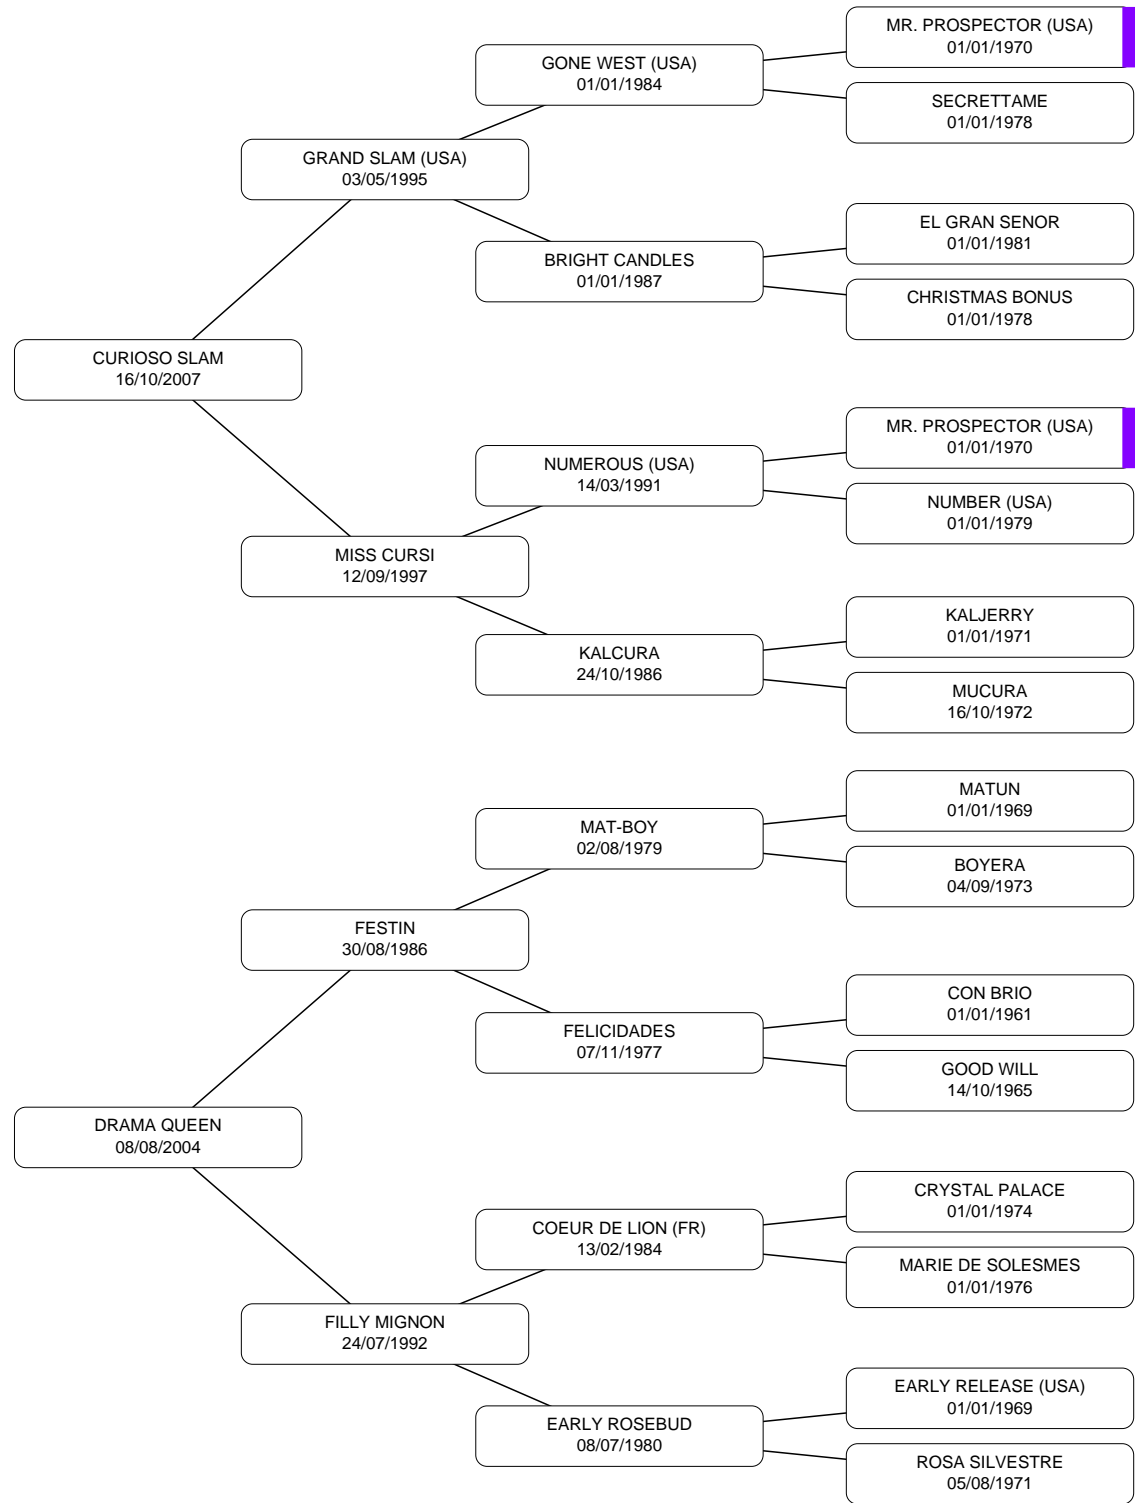 MR. PROSPECTOR (USA)
01/01/1970
GONE WEST (USA)
01/01/1984
SECRETTAME
01/01/1978
GRAND SLAM (USA)
03/05/1995
EL GRAN SENOR
01/01/1981
BRIGHT CANDLES
01/01/1987
CHRISTMAS BONUS
01/01/1978
CURIOSO SLAM
16/10/2007
MR. PROSPECTOR (USA)
01/01/1970
NUMEROUS (USA)
14/03/1991
NUMBER (USA)
01/01/1979
MISS CURSI
12/09/1997
KALJERRY
01/01/1971
KALCURA
24/10/1986
MUCURA
16/10/1972
MATUN
01/01/1969
MAT-BOY
02/08/1979
BOYERA
04/09/1973
FESTIN
30/08/1986
CON BRIO
01/01/1961
FELICIDADES
07/11/1977
GOOD WILL
14/10/1965
DRAMA QUEEN
08/08/2004
CRYSTAL PALACE
01/01/1974
COEUR DE LION (FR)
13/02/1984
MARIE DE SOLESMES
01/01/1976
FILLY MIGNON
24/07/1992
EARLY RELEASE (USA)
01/01/1969
EARLY ROSEBUD
08/07/1980
ROSA SILVESTRE
05/08/1971